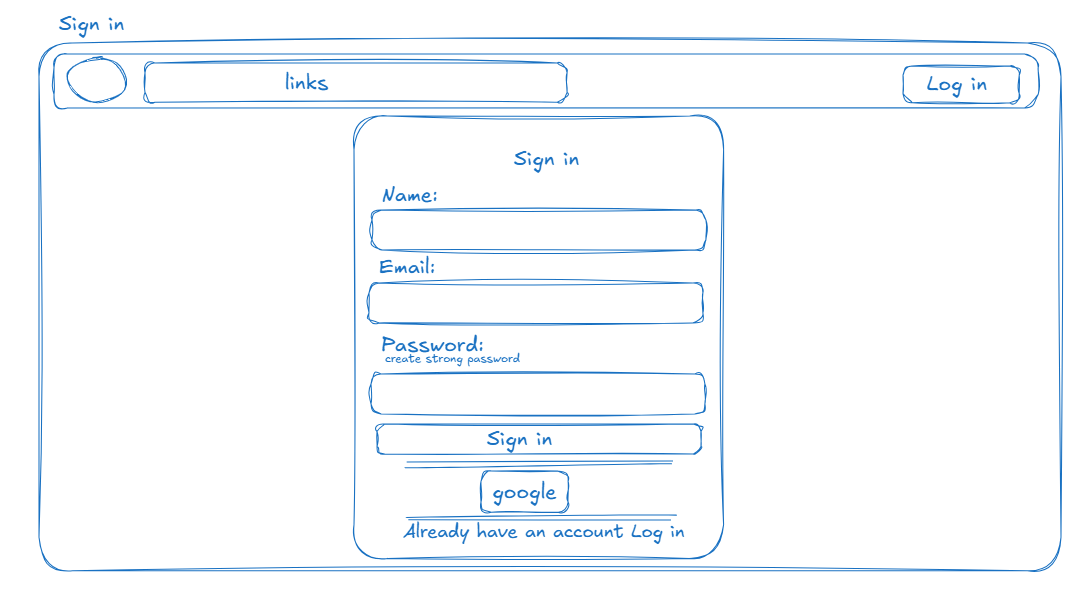 Sign in
links
Log in
Sign in
Name:
Email:
Password:
create strong password
Sign in
google
Already have an account Log in